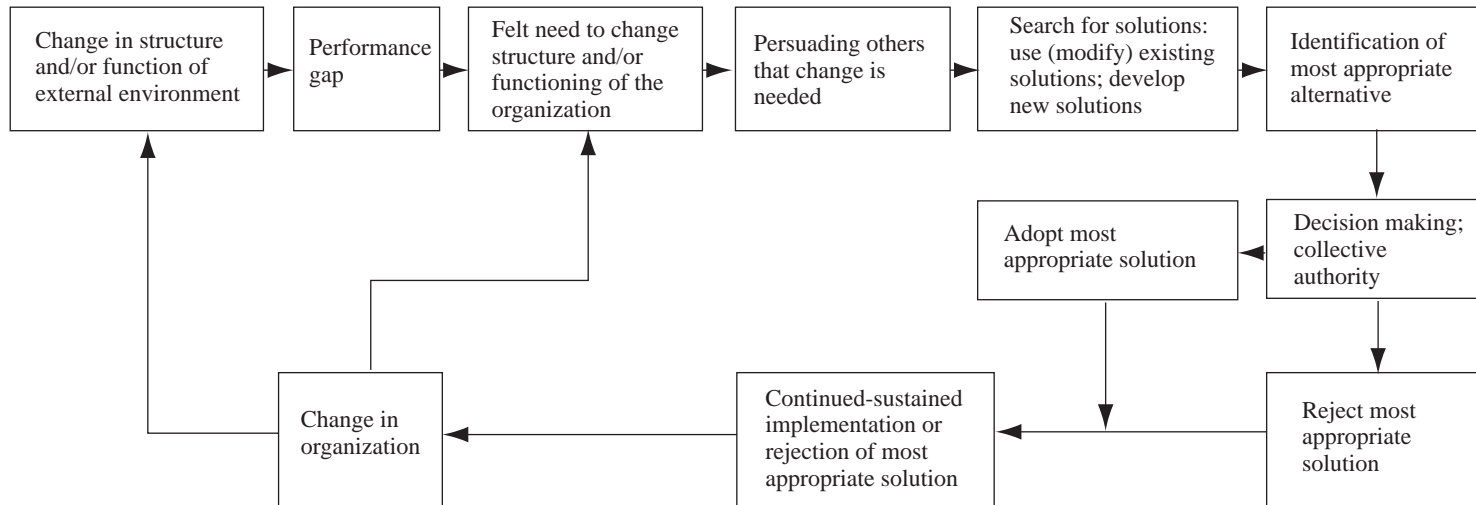 Change in structure
and/or function of
external environment
Performance
gap
Felt need to change
structure and/or
functioning of the
organization
Persuading others
that change is
needed
Search for solutions:
use (modify) existing
solutions; develop
new solutions
Identification of
most appropriate
alternative
Adopt most
appropriate solution
Decision making;
collective
authority
Change in
organization
Continued-sustained
implementation or
rejection of most
appropriate solution
Reject most
appropriate
solution